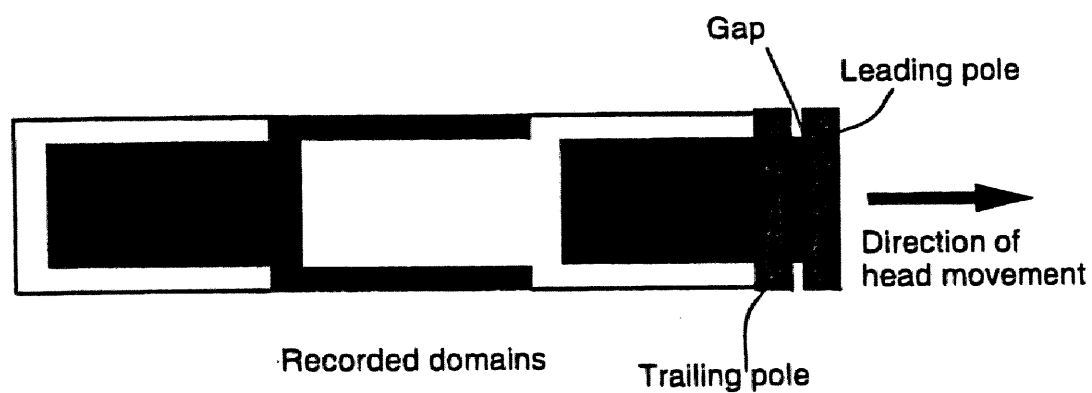 Gap
Leading pole
Direction of
head movement
Recorded domains
Trailing pole